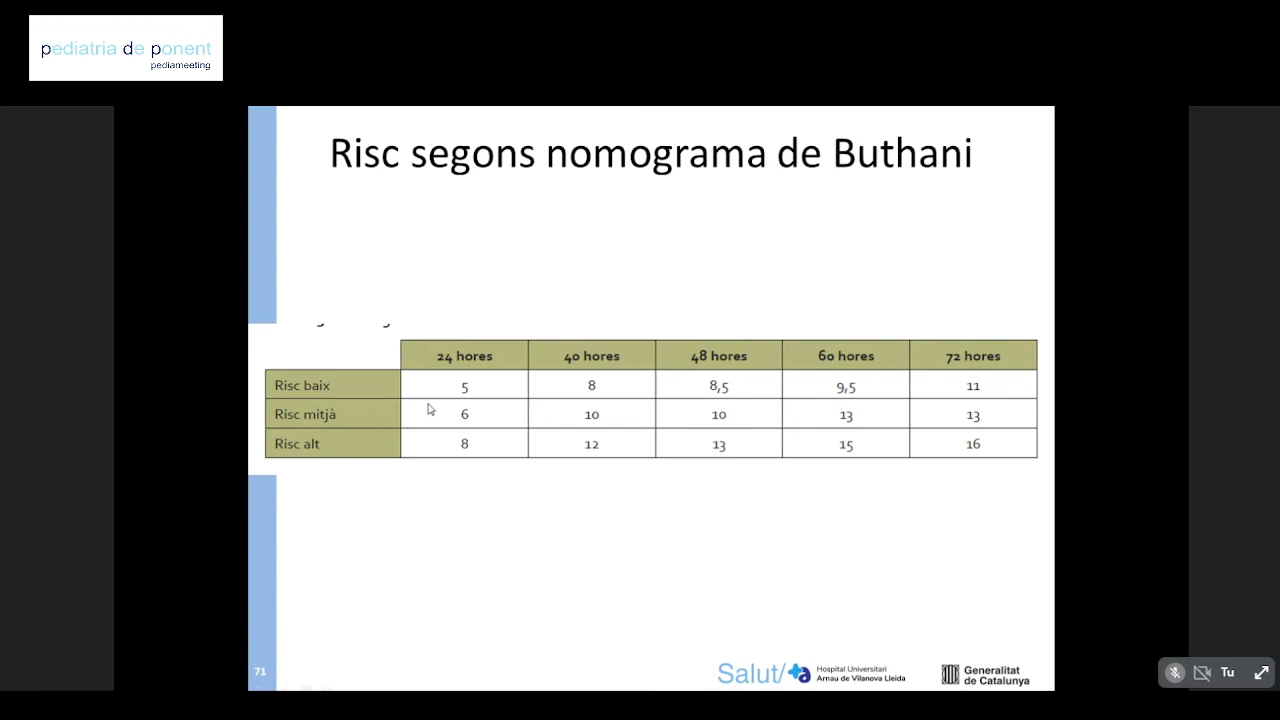 pediatria de ponent
pediameeting
Risc segons nomograma de Buthani
24 hores 40 hores 48 hores 60 hores 72 hores
Risc baix 5 8 8,5 9,5 11
Risc mitjà 6 10 10 13 13
Risc alt 8 12 13 15 16
71
Salut/
Hospital Universitari
Arnau de Vilanova Lleida
Generalitat
de Catalunya
Tu